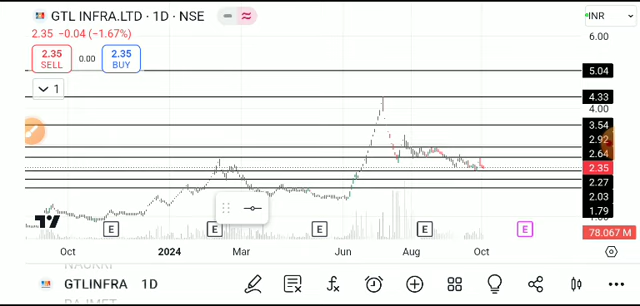 GTL INFRA.LTD · 1D · NSE
INR
2.35 −0.04 (−1.67%)
6.00
2.35
SELL
0.00
2.35
BUY
5.04
1
4.33
4.00
3.54
2.92
2.64
2.35
2.27
2.03
1.79
E
E
E
E
E
78.067 M
Oct
2024
Mar
Jun
Aug
Oct
NAUKRI
GTLINFRA 1D